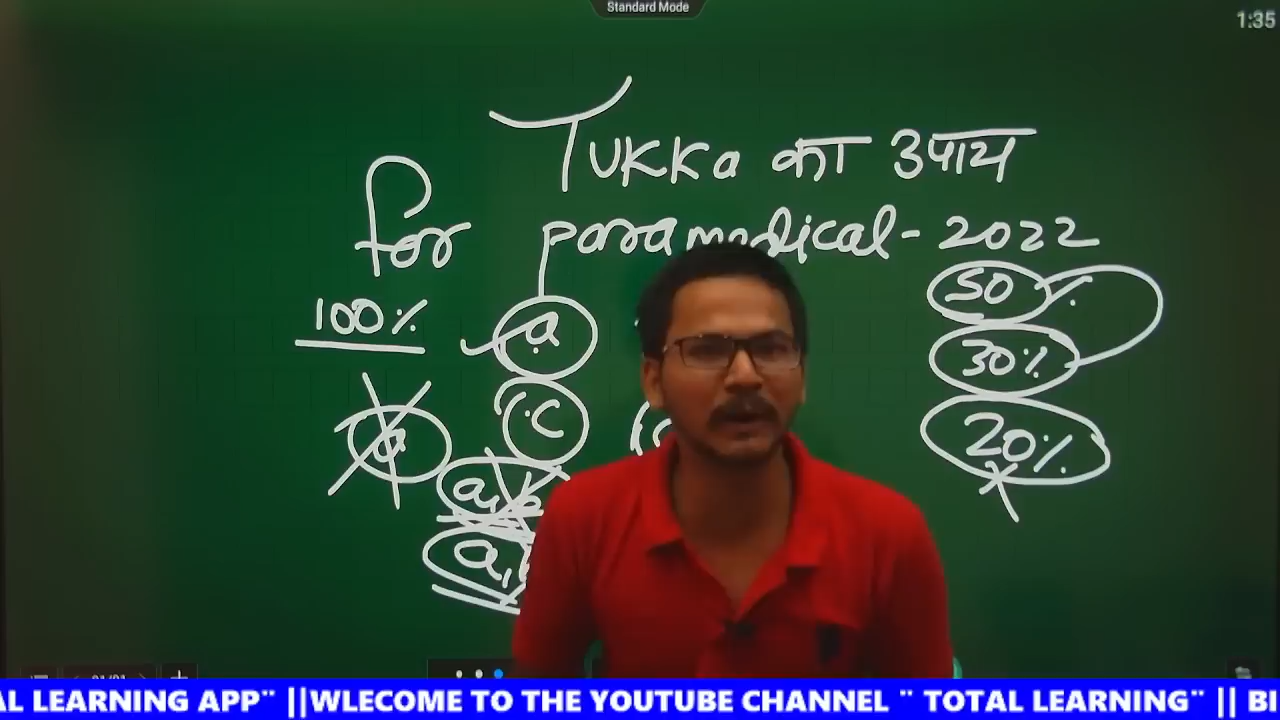 Standard Mode
1:35
Tukka का उपाय
for paramedical - 2022
100%
50%
a
30%
a
(c
20%
a, b
a,
AL LEARNING APP" ||WLECOME TO THE YOUTUBE CHANNEL " TOTAL LEARNING" || BI